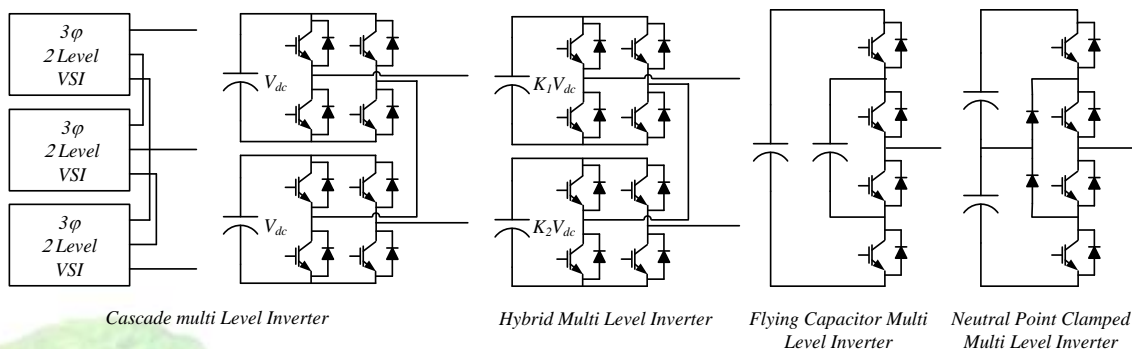 3φ
2 Level
VSI
3φ
2 Level
VSI
3φ
2 Level
VSI
Vdc
Vdc
K1Vdc
K2Vdc
Cascade multi Level Inverter
Hybrid Multi Level Inverter
Flying Capacitor Multi
Level Inverter
Neutral Point Clamped
Multi Level Inverter